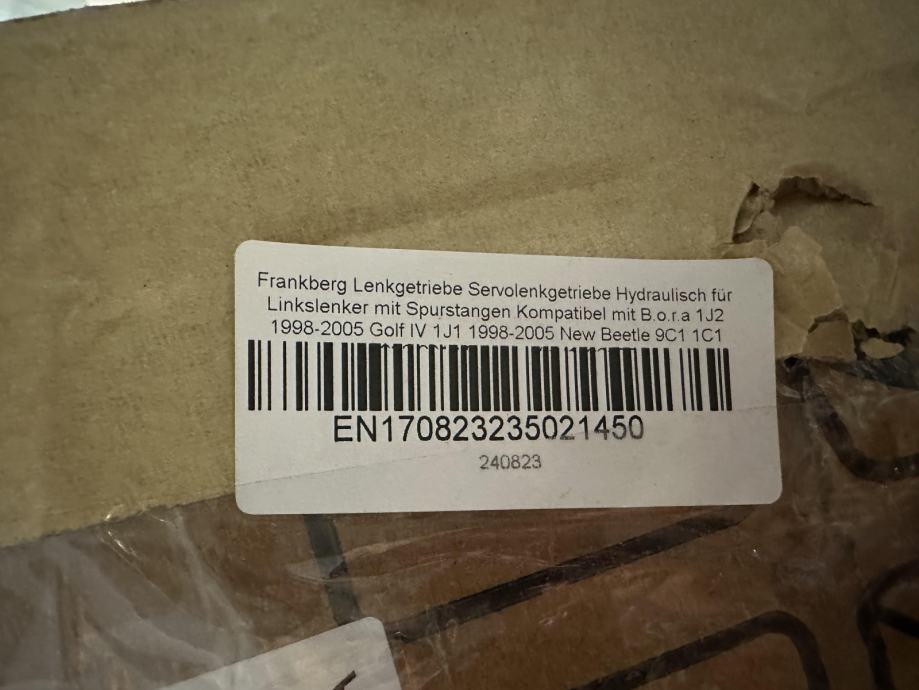 Frankberg Lenkgetriebe Servolenkgetriebe Hydraulisch für
Linkslenker mit Spurstangen Kompatibel mit B.o.r.a 1J2
1998-2005 Golf IV 1J1 1998-2005 New Beetle 9C1 1C1
EN170823235021450
240823